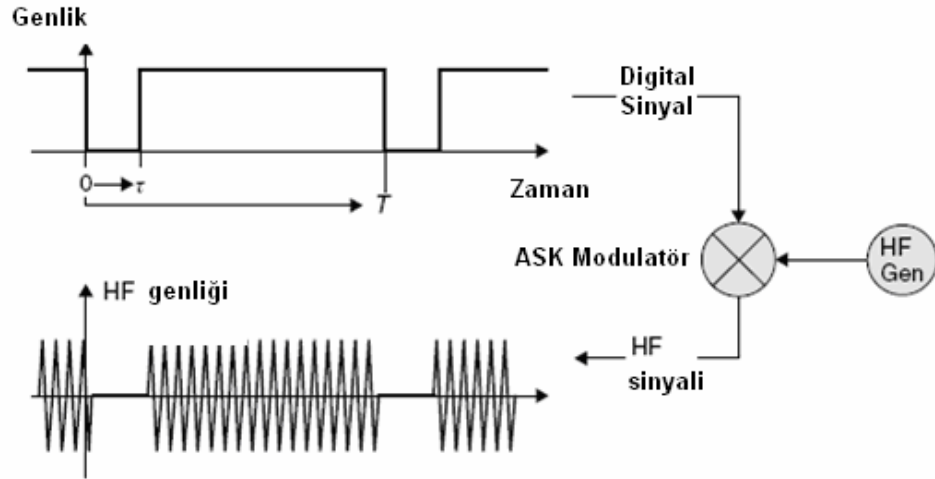 Genlik
Digital
Sinyal
0
τ
T
Zaman
ASK Modulatör
HF
Gen
HF genliği
HF
sinyali